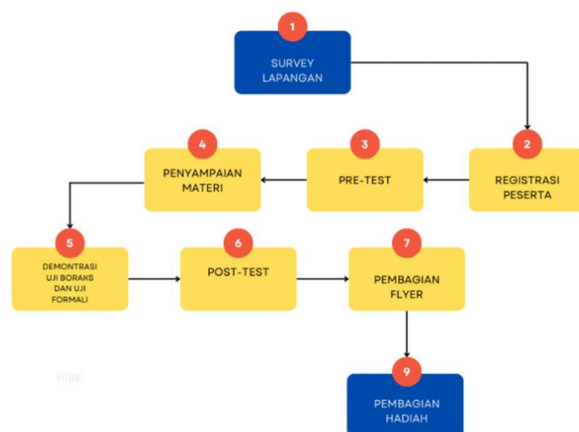 1
SURVEY
LAPANGAN
2
REGISTRASI
PESERTA
3
PRE-TEST
4
PENYAMPAIAN
MATERI
5
DEMONTRASI
UJI BORAKS
DAN UJI
FORMALI
6
POST-TEST
7
PEMBAGIAN
FLYER
9
PEMBAGIAN
HADIAH
HIRE